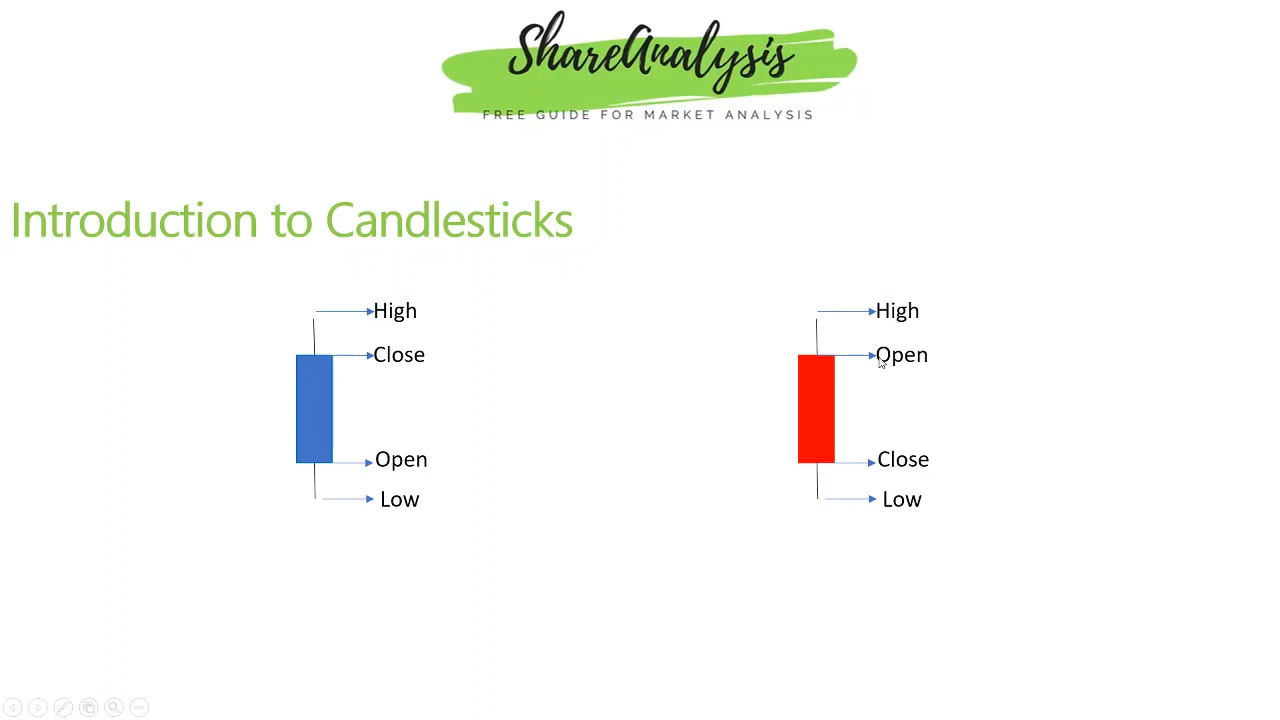 ShareAnalysis
FREE GUIDE FOR MARKET ANALYSIS
Introduction to Candlesticks
High
Close
Open
Low
High
Open
Close
Low